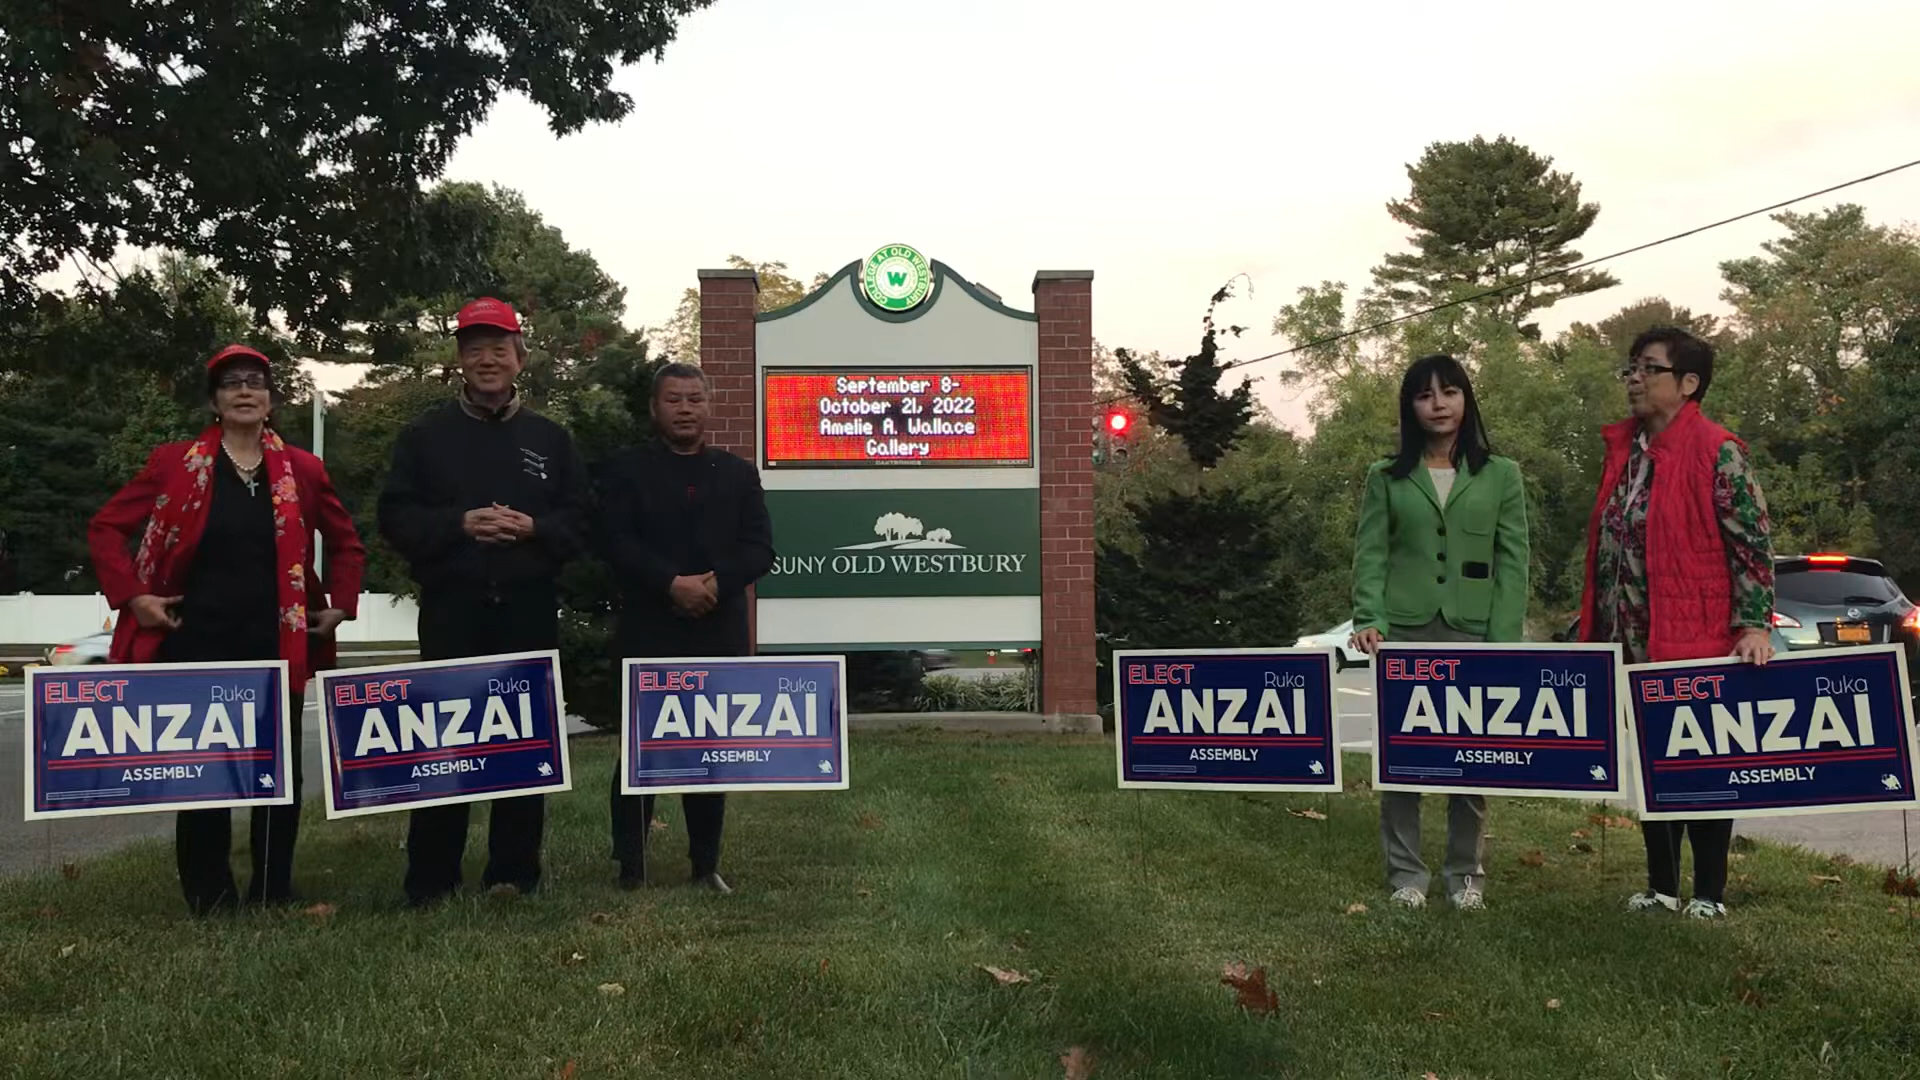 COLLEGE AT OLD WESTBURY
W
September 8-
October 21, 2022
Amelie A. Wallace
Gallery
DAKTRONICS
SUNY OLD WESTBURY
ELECT
Ruka
ANZAI
ASSEMBLY
ELECT
Ruka
ANZAI
ASSEMBLY
ELECT
Ruka
ANZAI
ASSEMBLY
ELECT
Ruka
ANZAI
ASSEMBLY
ELECT
Ruka
ANZAI
ASSEMBLY
ELECT
Ruka
ANZAI
ASSEMBLY